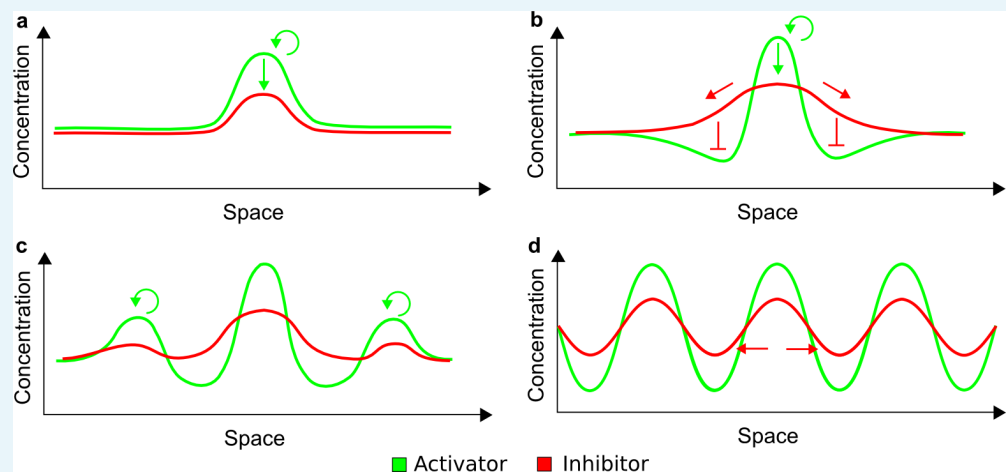 a
Concentration
Space
b
Concentration
Space
c
Concentration
Space
d
Concentration
Space
Activator
Inhibitor